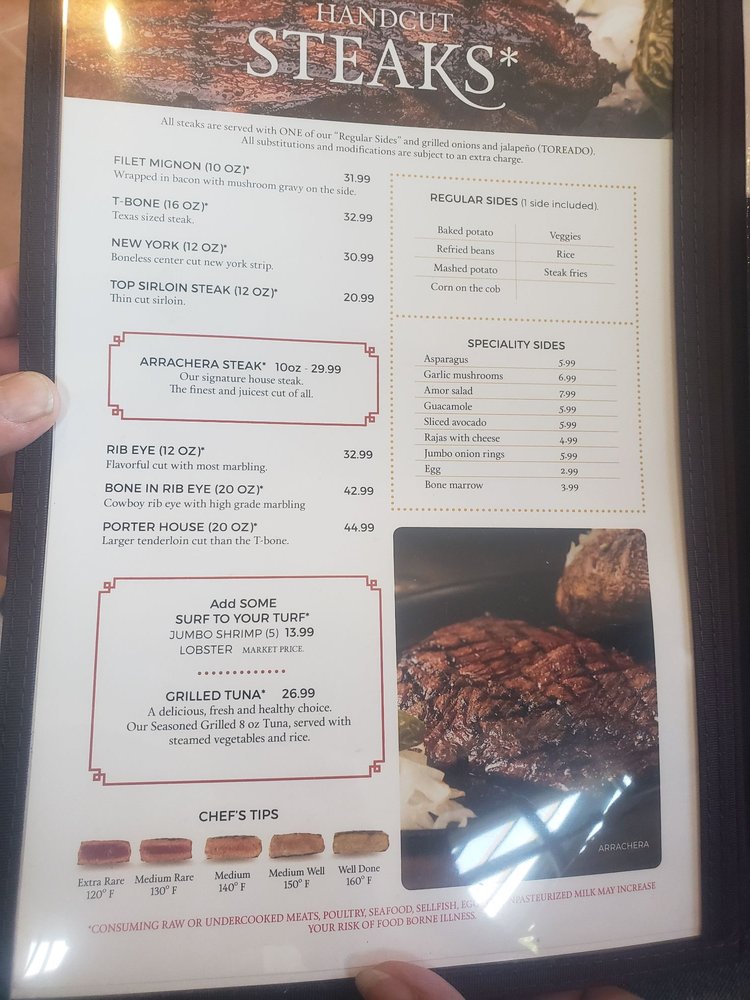 HANDCUT
STEAKS*
All steaks are served with ONE of our "Regular Sides" and grilled onions and jalapeño (TOREADO).
All substitutions and modifications are subject to an extra charge.
FILET MIGNON (10 OZ)* 31.99
Wrapped in bacon with mushroom gravy on the side.
T-BONE (16 OZ)* 32.99
Texas sized steak.
NEW YORK (12 OZ)* 30.99
Boneless center cut new york strip.
TOP SIRLOIN STEAK (12 OZ)* 20.99
Thin cut sirloin.
ARRACHERA STEAK* 10oz - 29.99
Our signature house steak.
The finest and juicest cut of all.
RIB EYE (12 OZ)* 32.99
Flavorful cut with most marbling.
BONE IN RIB EYE (20 OZ)* 42.99
Cowboy rib eye with high grade marbling
PORTER HOUSE (20 OZ)* 44.99
Larger tenderloin cut than the T-bone.
Add SOME
SURF TO YOUR TURF*
JUMBO SHRIMP (5) 13.99
LOBSTER MARKET PRICE.
GRILLED TUNA* 26.99
A delicious, fresh and healthy choice.
Our Seasoned Grilled 8 oz Tuna, served with
steamed vegetables and rice.
REGULAR SIDES (1 side included).
Baked potato Veggies
Refried beans Rice
Mashed potato Steak fries
Corn on the cob
SPECIALITY SIDES
Asparagus 5.99
Garlic mushrooms 6.99
Amor salad 7.99
Guacamole 5.99
Sliced avocado 5.99
Rajas with cheese 4.99
Jumbo onion rings 5.99
Egg 2.99
Bone marrow 3.99
ARRACHERA
CHEF'S TIPS
Extra Rare Medium Rare Medium Medium Well Well Done
120° F 130° F 140° F 150° F 160° F
*CONSUMING RAW OR UNDERCOOKED MEATS, POULTRY, SEAFOOD, SELLFISH, MILK MAY INCREASE
YOUR RISK OF FOOD BORNE ILLNESS.